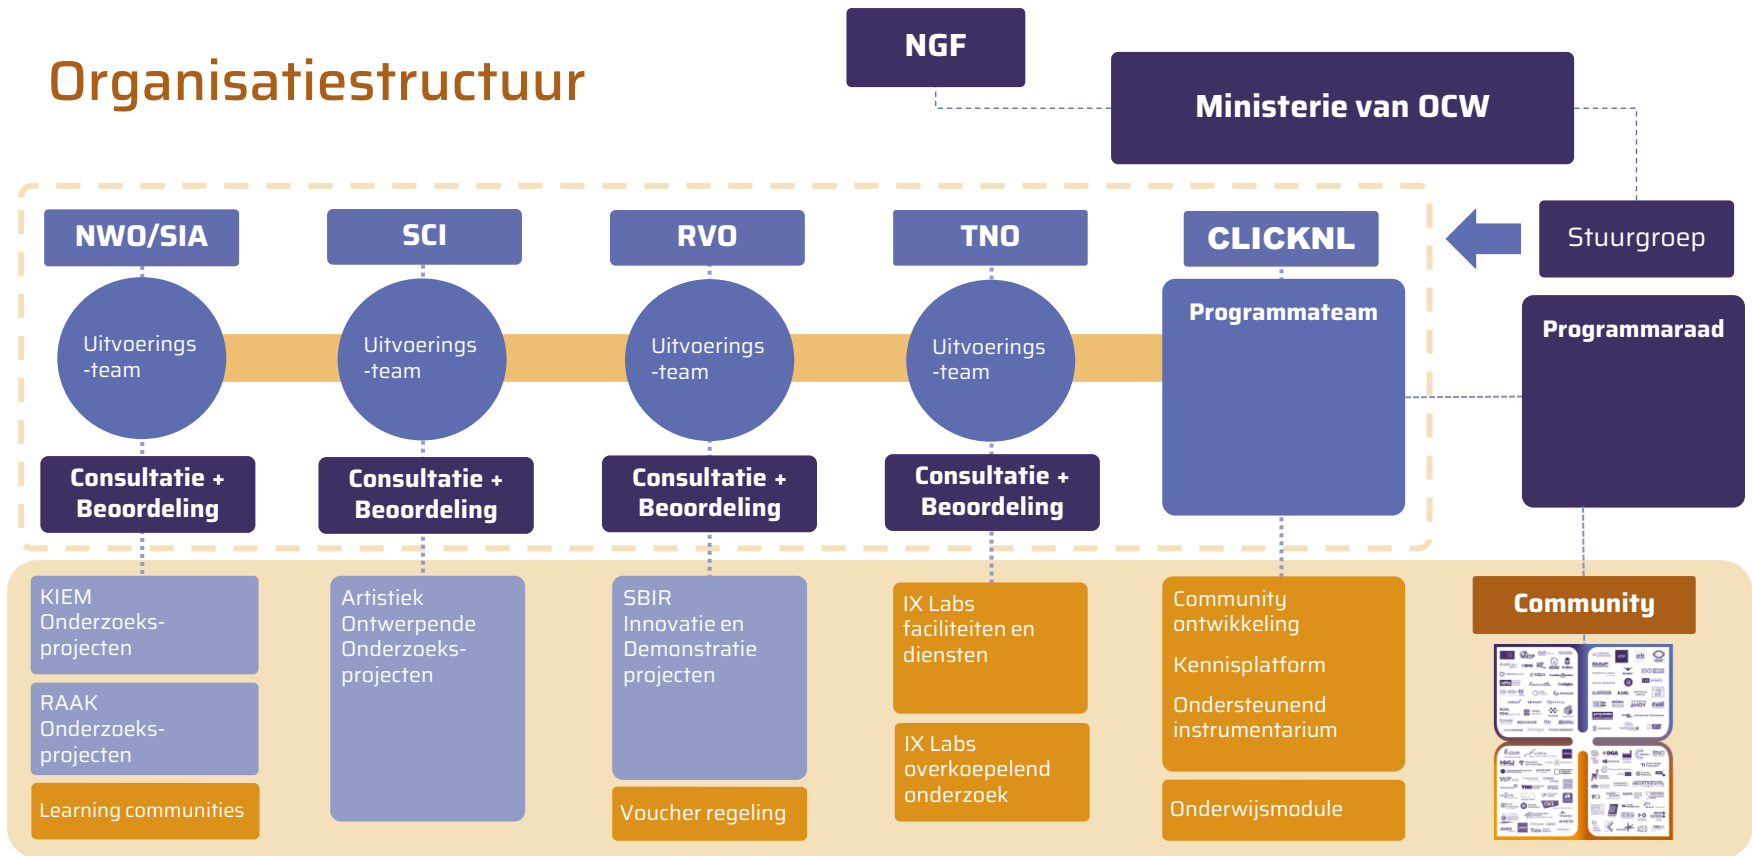 Organisatiestructuur
NGF
Ministerie van OCW
NWO/SIA
SCI
RVO
TNO
CLICKNL
Stuurgroep
Uitvoerings
-team
Uitvoerings
-team
Uitvoerings
-team
Uitvoerings
-team
Programmateam
Programmaraad
Consultatie +
Beoordeling
Consultatie +
Beoordeling
Consultatie +
Beoordeling
Consultatie +
Beoordeling
KIEM
Onderzoeks-
projecten
RAAK
Onderzoeks-
projecten
Learning communities
Artistiek
Ontwerpende
Onderzoeks-
projecten
SBIR
Innovatie en
Demonstratie
projecten
Voucher regeling
IX Labs
faciliteiten en
diensten
IX Labs
overkoepelend
onderzoek
Community
ontwikkeling
Kennisplatform
Ondersteunend
instrumentarium
Onderwijsmodule
Community